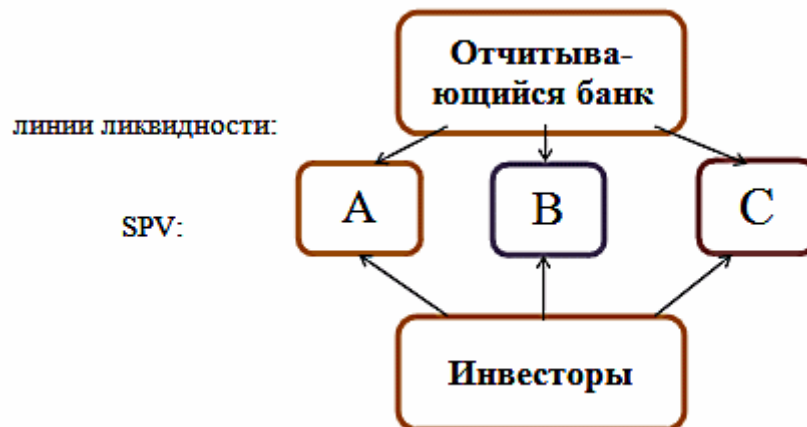 Отчитыва-
ющийся банк
линии ликвидности:
A
B
C
SPV:
Инвесторы